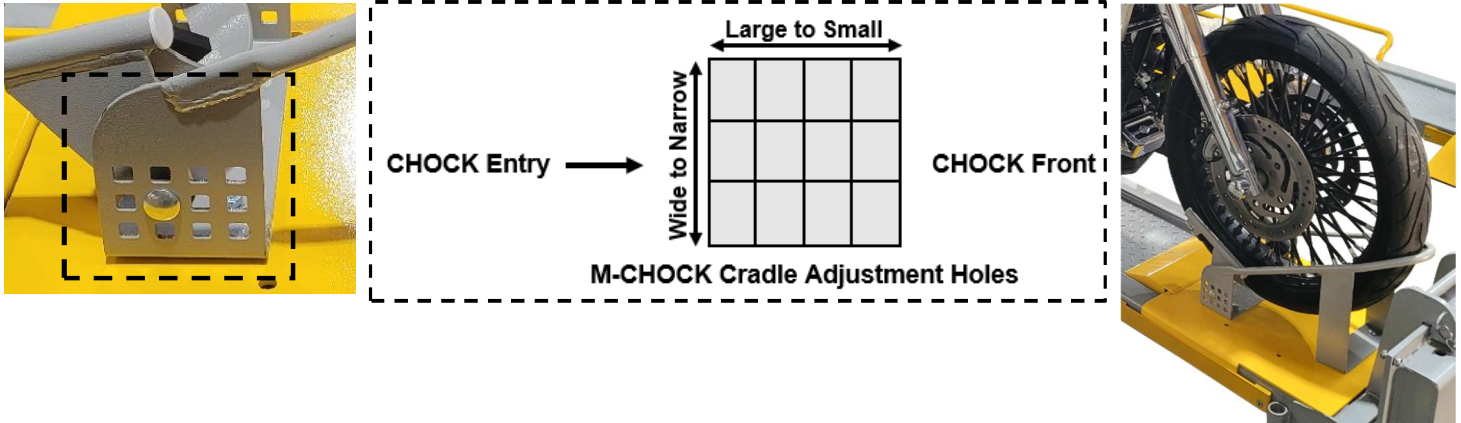 Large to Small
Wide to Narrow
CHOCK Entry
CHOCK Front
M-CHOCK Cradle Adjustment Holes